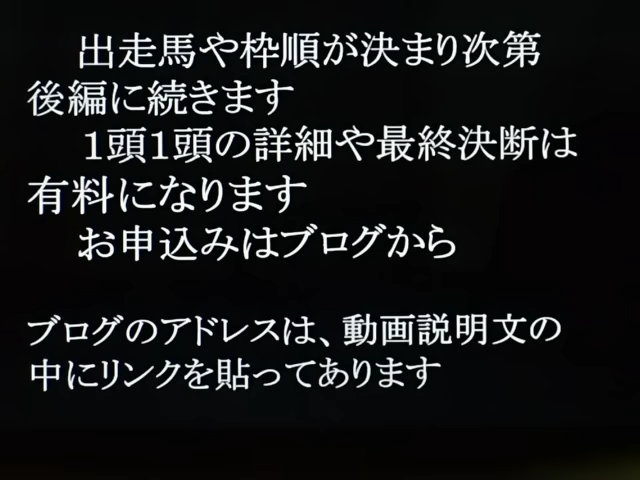 出走馬や枠順が決まり次第
後編に続きます
１頭１頭の詳細や最終決断は
有料になります
お申込みはブログから
ブログのアドレスは、動画説明文の
中にリンクを貼ってあります